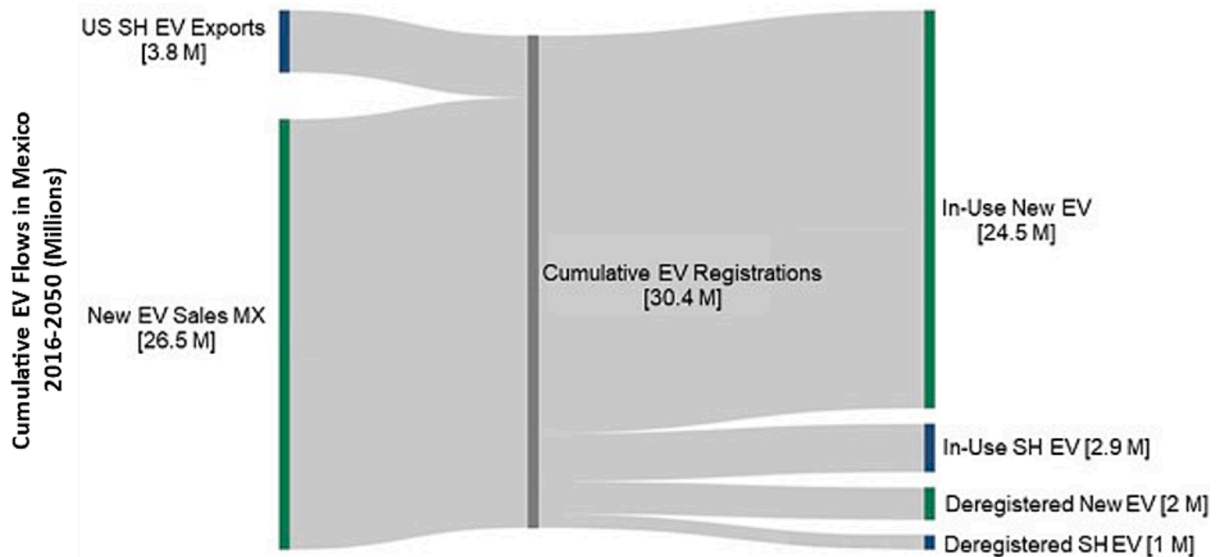 Cumulative EV Flows in Mexico
2016-2050 (Millions)
US SH EV Exports
[3.8 M]
New EV Sales MX
[26.5 M]
Cumulative EV Registrations
[30.4 M]
In-Use New EV
[24.5 M]
In-Use SH EV [2.9 M]
Deregistered New EV [2 M]
Deregistered SH EV [1 M]